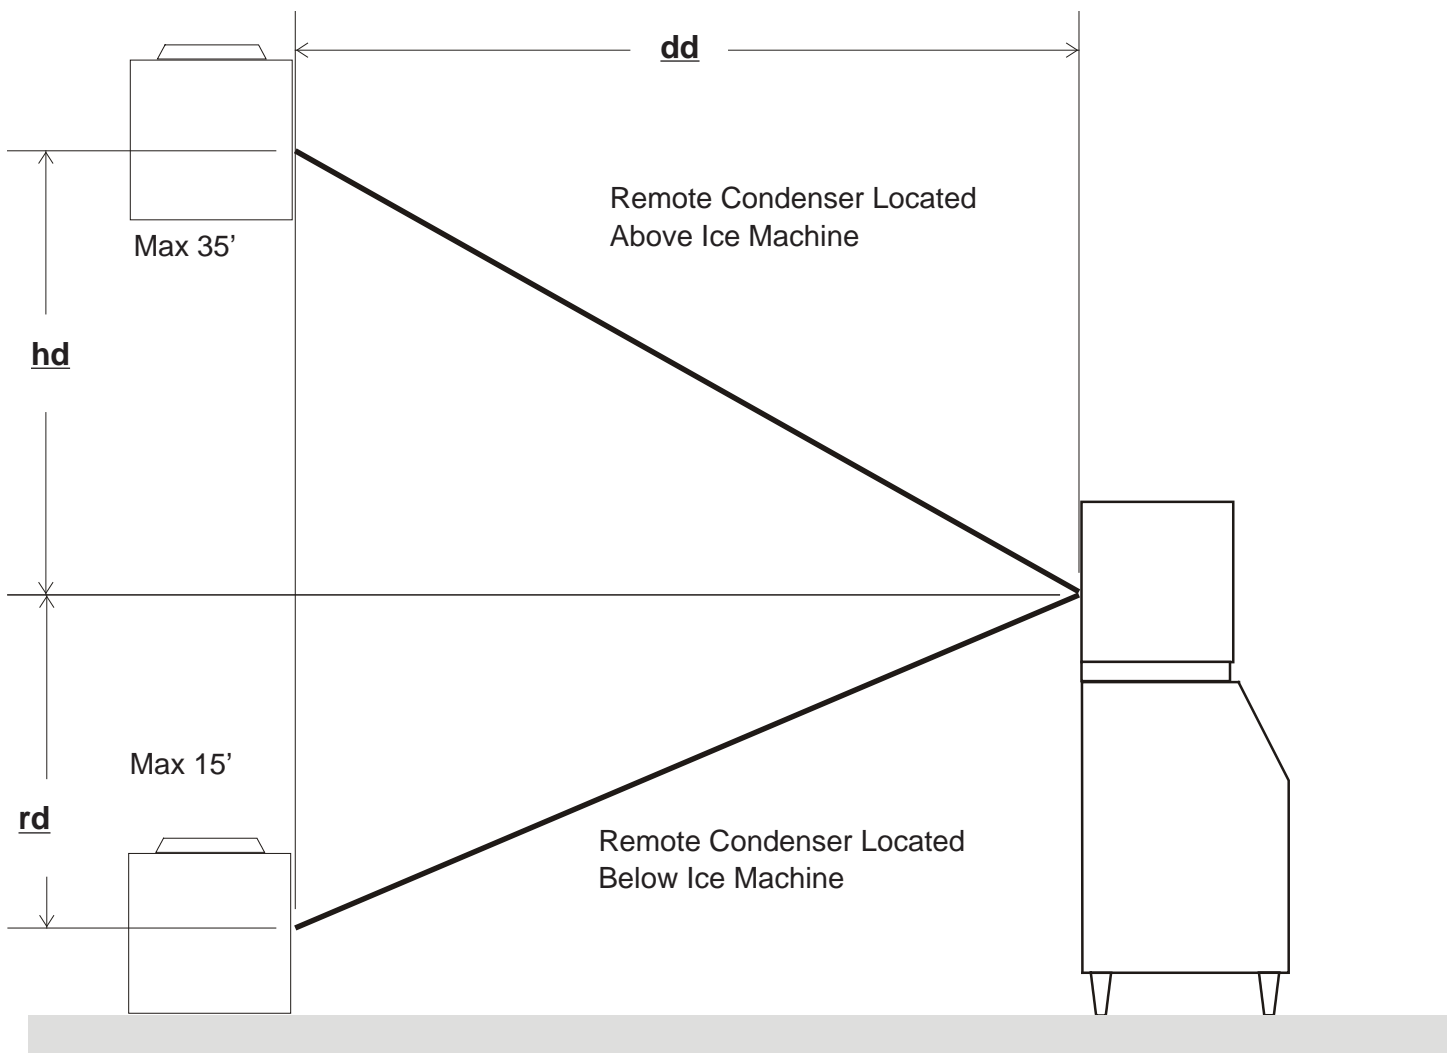 dd
Remote Condenser Located
Above Ice Machine
Max 35’
hd
Max 15’
rd
Remote Condenser Located
Below Ice Machine